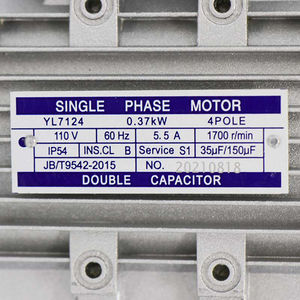 SINGLE PHASE MOTOR
YL7124 0.37kW 4POLE
110 V 60 Hz 5.5 A 1700 r/min
IP54 INS.CL B Service S1 35µF/150µF
JB/T9542-2015 NO. 20210818
DOUBLE CAPACITOR